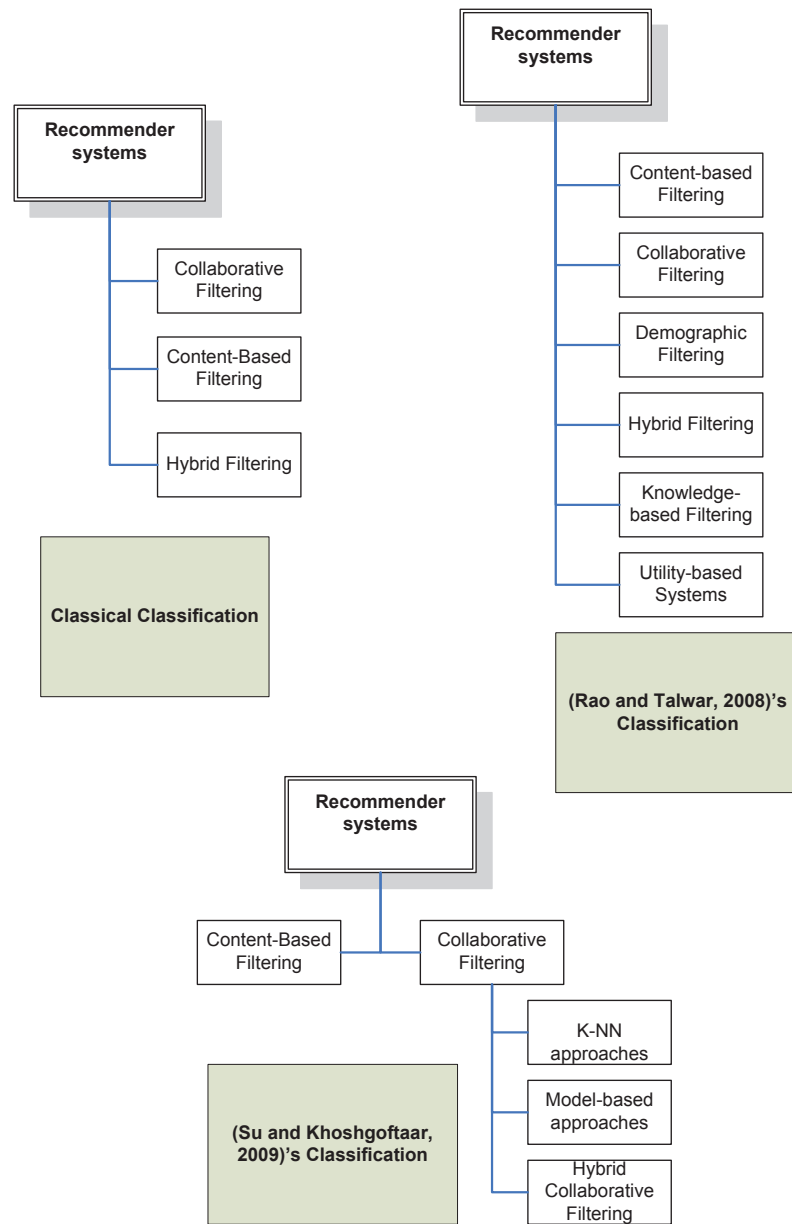 Recommender
systems
Collaborative
Filtering
Content-Based
Filtering
Hybrid Filtering
Classical Classification
Recommender
systems
Content-based
Filtering
Collaborative
Filtering
Demographic
Filtering
Hybrid Filtering
Knowledge-
based Filtering
Utility-based
Systems
(Rao and Talwar, 2008)'s
Classification
Recommender
systems
Content-Based
Filtering
Collaborative
Filtering
K-NN
approaches
Model-based
approaches
Hybrid
Collaborative
Filtering
(Su and Khoshgoftaar,
2009)'s Classification